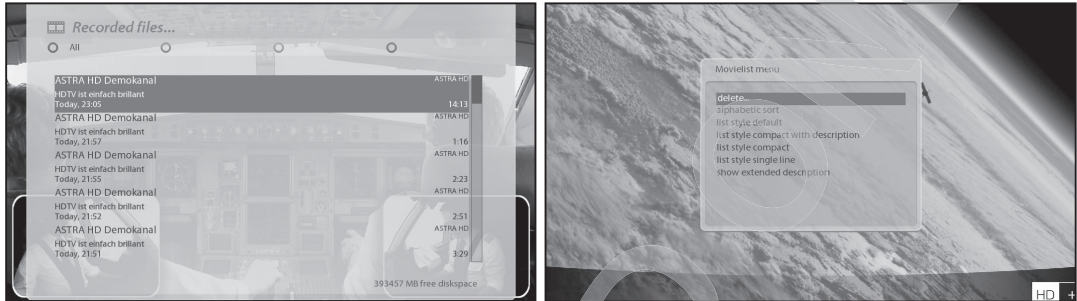 Recorded files...
All
ASTRA HD Demokanal ASTRA HD
HDTV ist einfach brillant
Today, 23:05 14:13
ASTRA HD Demokanal ASTRA HD
HDTV ist einfach brillant
Today, 21:57 1:16
ASTRA HD Demokanal ASTRA HD
HDTV ist einfach brillant
Today, 21:55 2:23
ASTRA HD Demokanal ASTRA HD
HDTV ist einfach brillant
Today, 21:52 2:51
ASTRA HD Demokanal ASTRA HD
HDTV ist einfach brillant
Today, 21:51 3:29
393457 MB free diskspace
Movielist menu
delete...
alphabetic sort
list style default
list style compact with description
list style compact
list style single line
show extended description
HD +